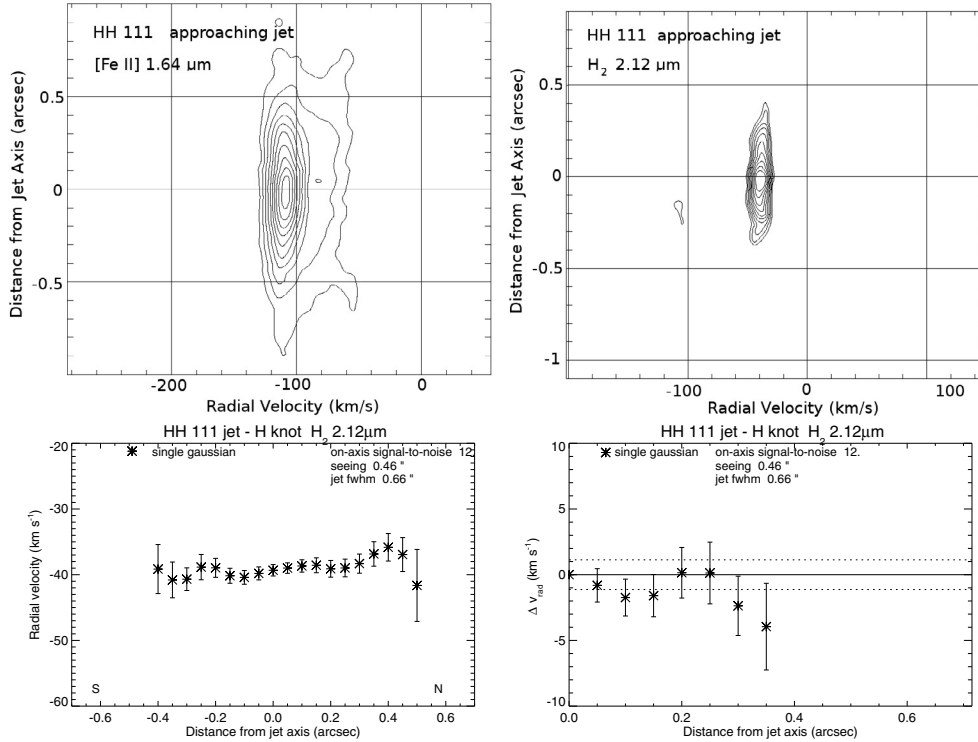 HH 111 approaching jet
[Fe II] 1.64 μm
0.5
0
-0.5
-200
-100
0
Distance from Jet Axis (arcsec)
Radial Velocity (km/s)
HH 111 approaching jet
H2 2.12 μm
0.5
0
-0.5
-1
-100
0
100
Distance from Jet Axis (arcsec)
Radial Velocity (km/s)
HH 111 jet - H knot H2 2.12μm
single gaussian
on-axis signal-to-noise 12.
seeing 0.46 "
jet fwhm 0.66 "
-20
-30
-40
-50
-60
S
N
-0.6
-0.4
-0.2
0.0
0.2
0.4
0.6
Radial velocity (km s-1)
Distance from jet axis (arcsec)
HH 111 jet - H knot H2 2.12μm
single gaussian
on-axis signal-to-noise 12.
seeing 0.46 "
jet fwhm 0.66 "
10
5
0
-5
-10
0.0
0.2
0.4
0.6
Δ vrad (km s-1)
Distance from jet axis (arcsec)